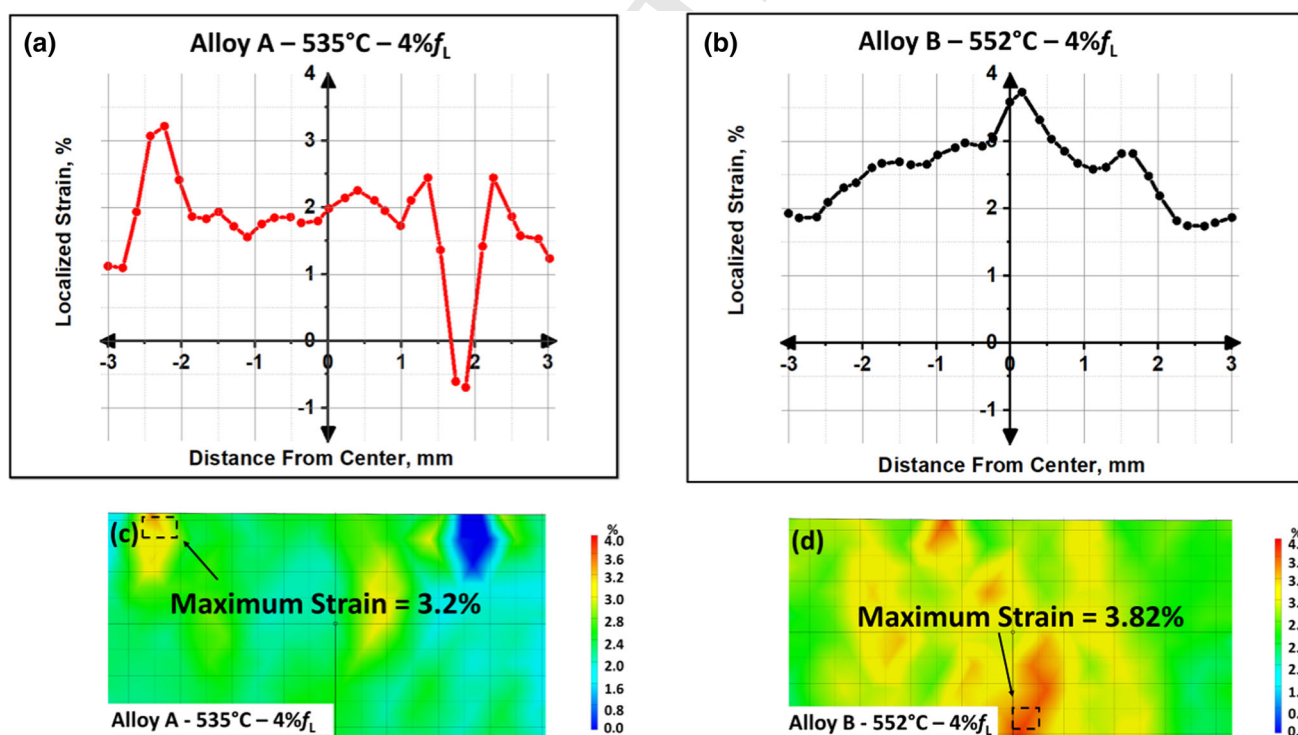 (a)
Alloy A – 535°C – 4%fL
4
3
2
1
0
-1
-3
-2
-1
0
1
2
3
Localized Strain, %
Distance From Center, mm
(b)
Alloy B – 552°C – 4%fL
4
3
2
1
0
-1
-3
-2
-1
0
1
2
3
Localized Strain, %
Distance From Center, mm
(c)
Maximum Strain = 3.2%
Alloy A - 535°C – 4%fL
%
4.0
3.6
3.2
2.8
2.4
2.0
1.6
1.2
0.8
0.4
0.0
(d)
Maximum Strain = 3.82%
Alloy B - 552°C – 4%fL
%